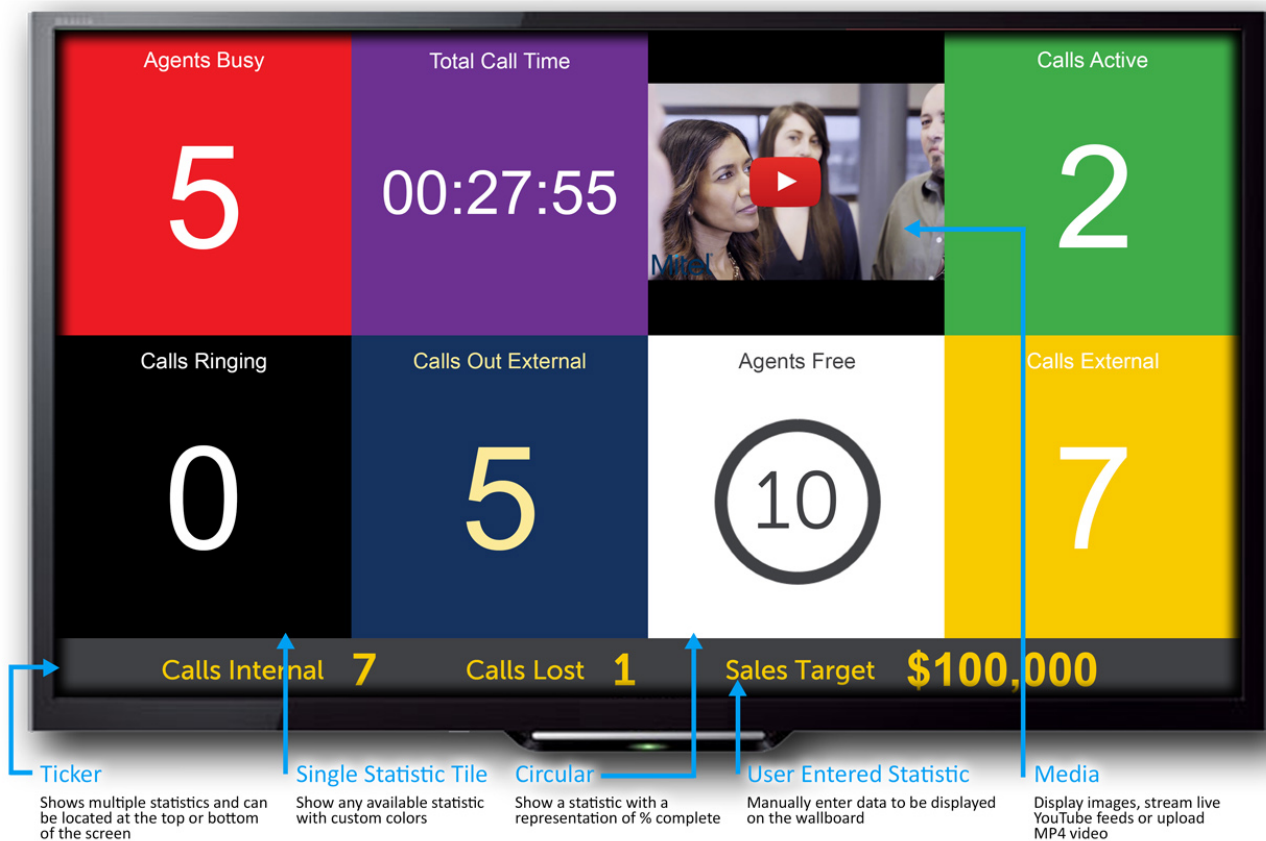 Agents Busy
5
Total Call Time
00:27:55
Mitel
Calls Active
2
Calls Ringing
0
Calls Out External
5
Agents Free
10
Calls External
7
Calls Internal 7 Calls Lost 1 Sales Target $100,000
Ticker
Shows multiple statistics and can
be located at the top or bottom
of the screen
Single Statistic Tile
Show any available statistic
with custom colors
Circular
Show a statistic with a
representation of % complete
User Entered Statistic
Manually enter data to be displayed
on the wallboard
Media
Display images, stream live
YouTube feeds or upload
MP4 video